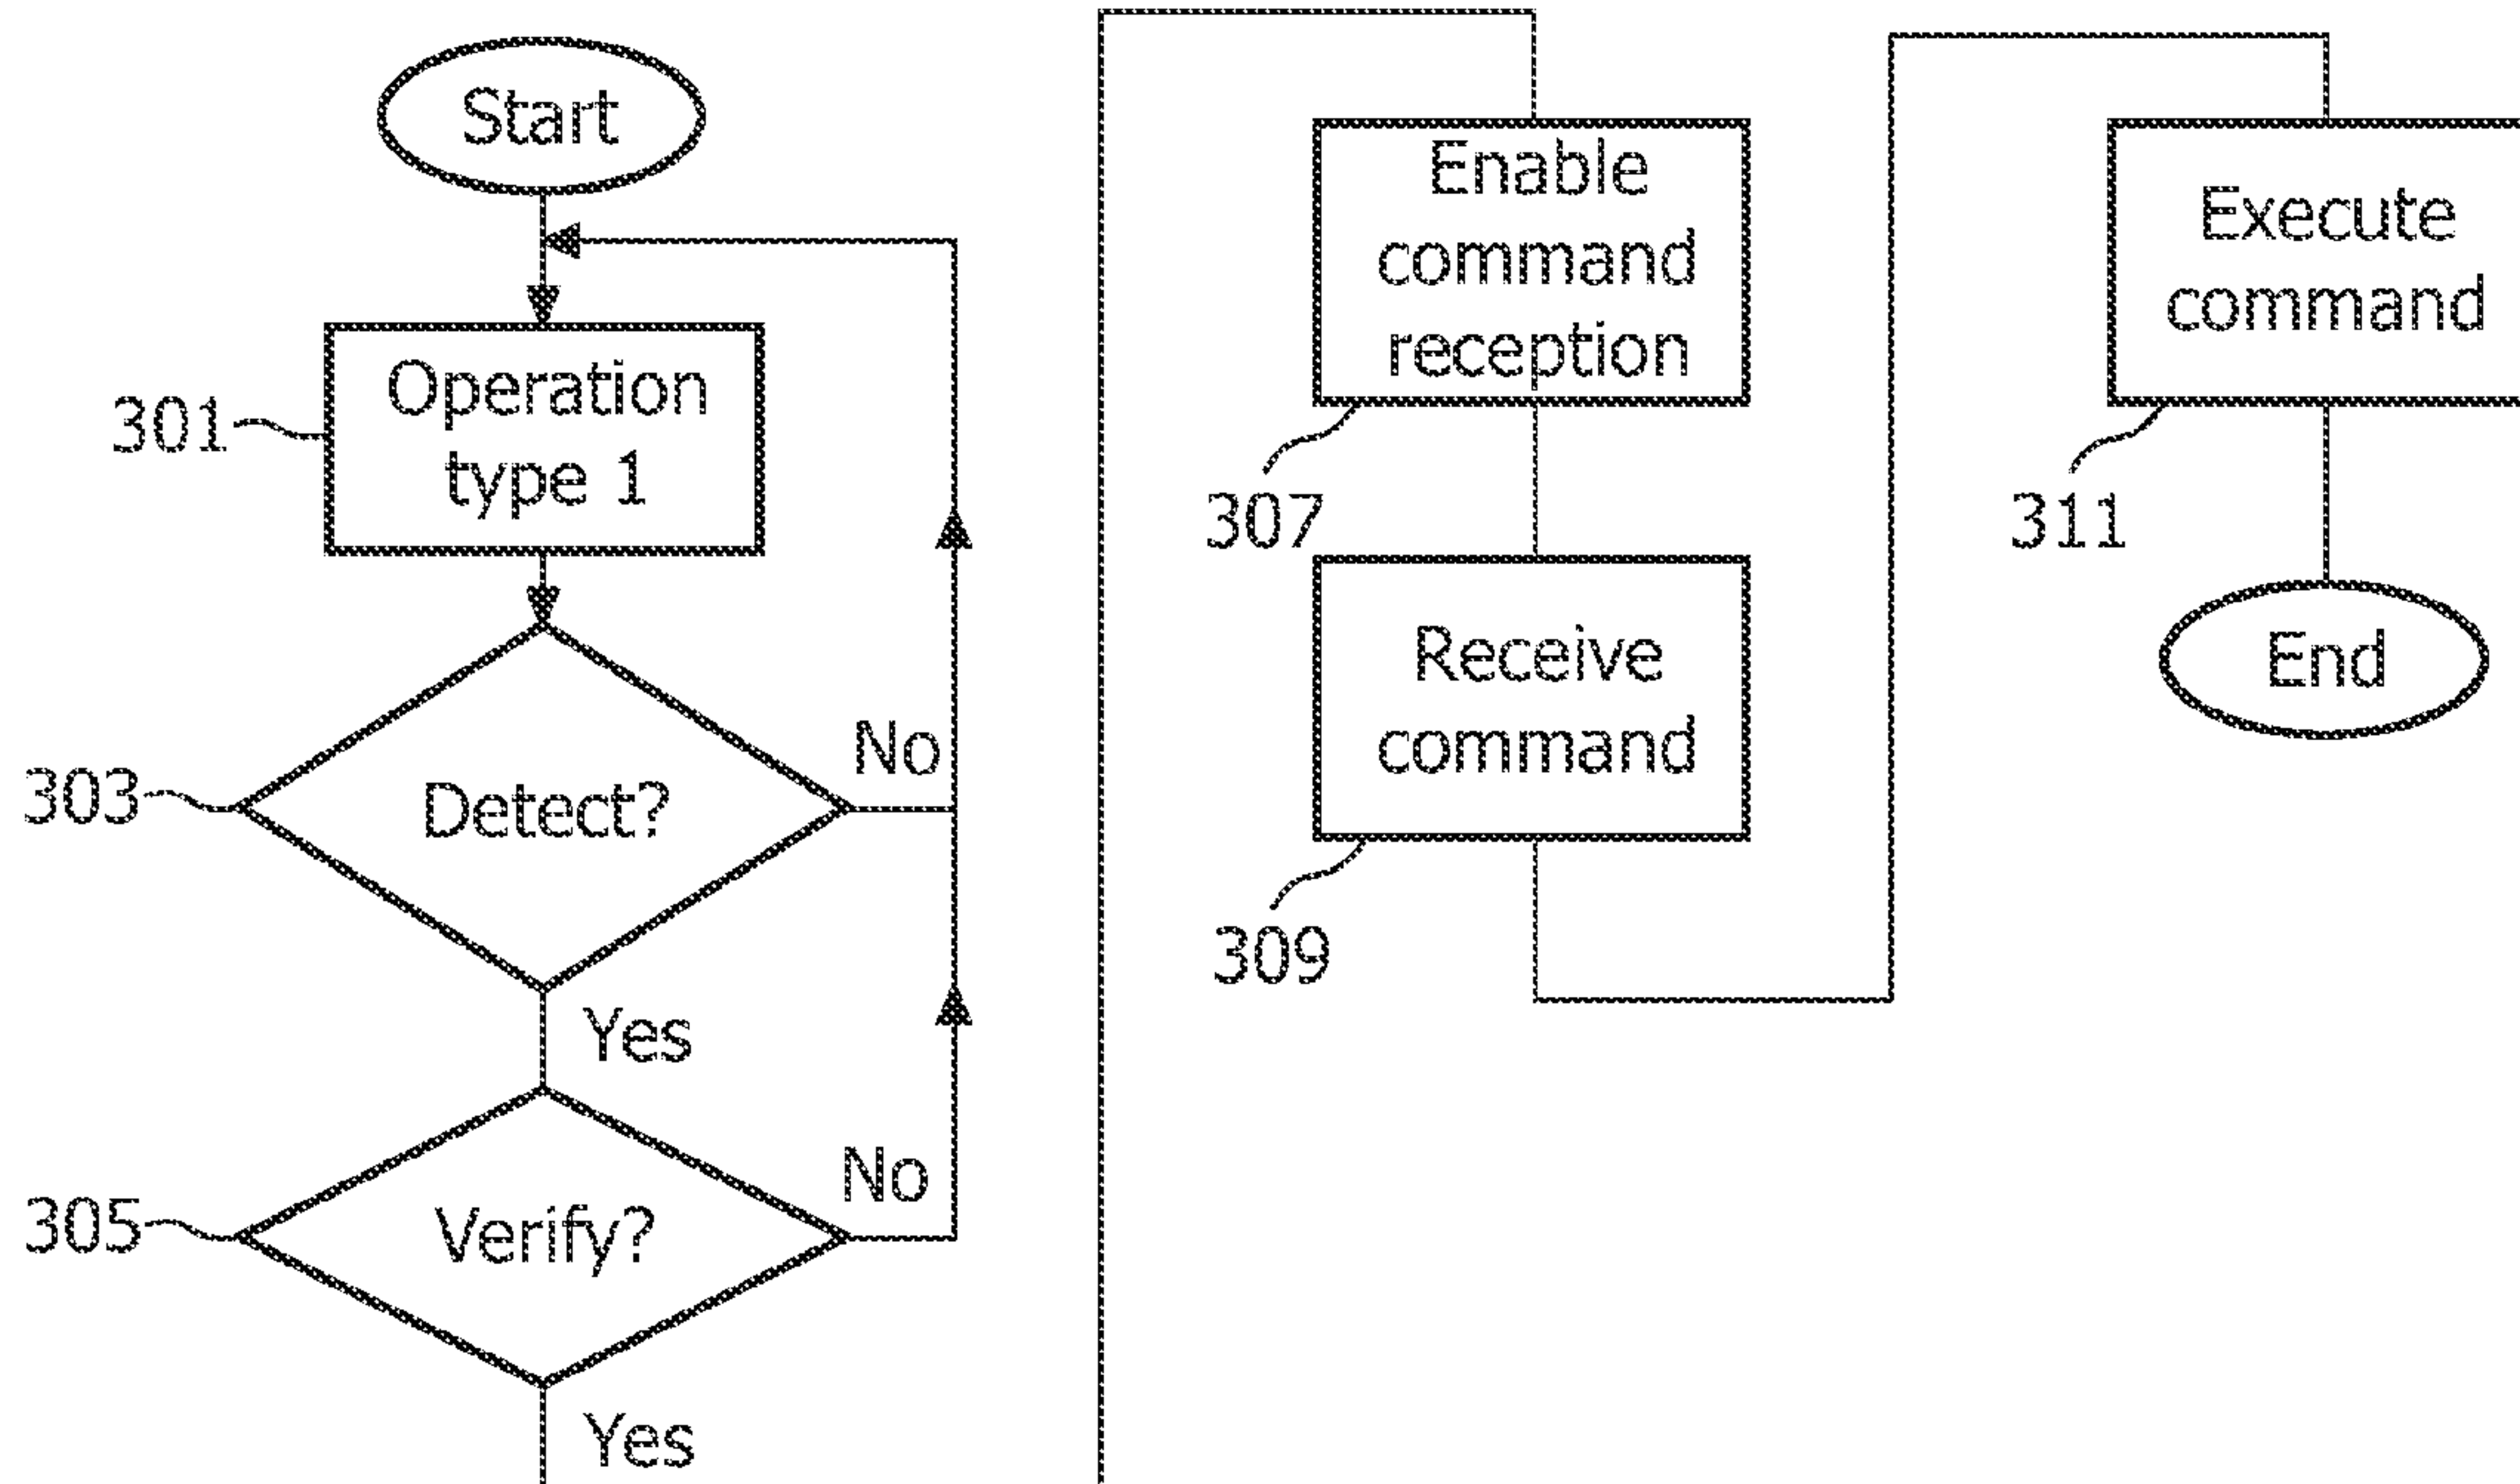 Start
Operation
type 1
301
Detect?
No
303
Yes
Verify?
No
305
Yes
Enable
command
reception
307
Receive
command
309
Execute
command
311
End